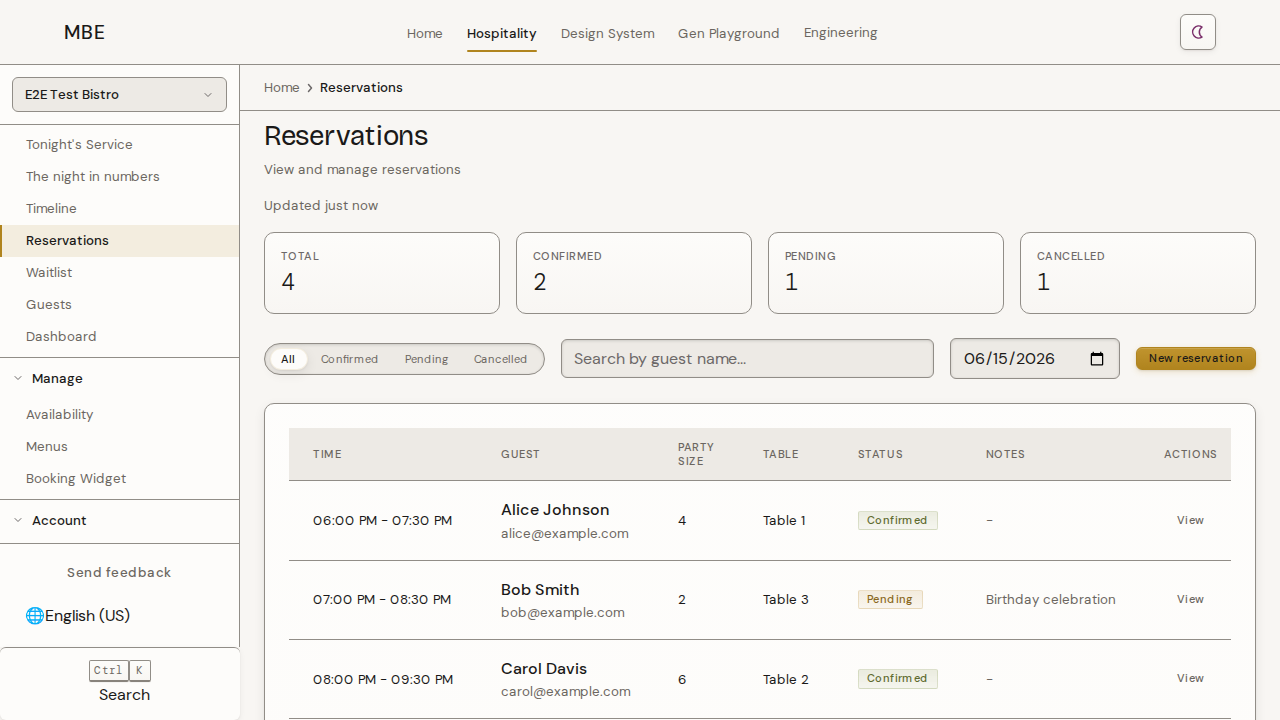 MBE
Home
Hospitality
Design System
Gen Playground
Engineering
E2E Test Bistro
Tonight's Service
The night in numbers
Timeline
Reservations
Waitlist
Guests
Dashboard
Manage
Availability
Menus
Booking Widget
Account
Send feedback
English (US)
Ctrl K
Search
Home > Reservations
Reservations
View and manage reservations
Updated just now
TOTAL
4
CONFIRMED
2
PENDING
1
CANCELLED
1
All
Confirmed
Pending
Cancelled
Search by guest name...
06/15/2026
New reservation
TIME
GUEST
PARTY SIZE
TABLE
STATUS
NOTES
ACTIONS
06:00 PM – 07:30 PM
Alice Johnson
alice@example.com
4
Table 1
Confirmed
–
View
07:00 PM – 08:30 PM
Bob Smith
bob@example.com
2
Table 3
Pending
Birthday celebration
View
08:00 PM – 09:30 PM
Carol Davis
carol@example.com
6
Table 2
Confirmed
–
View